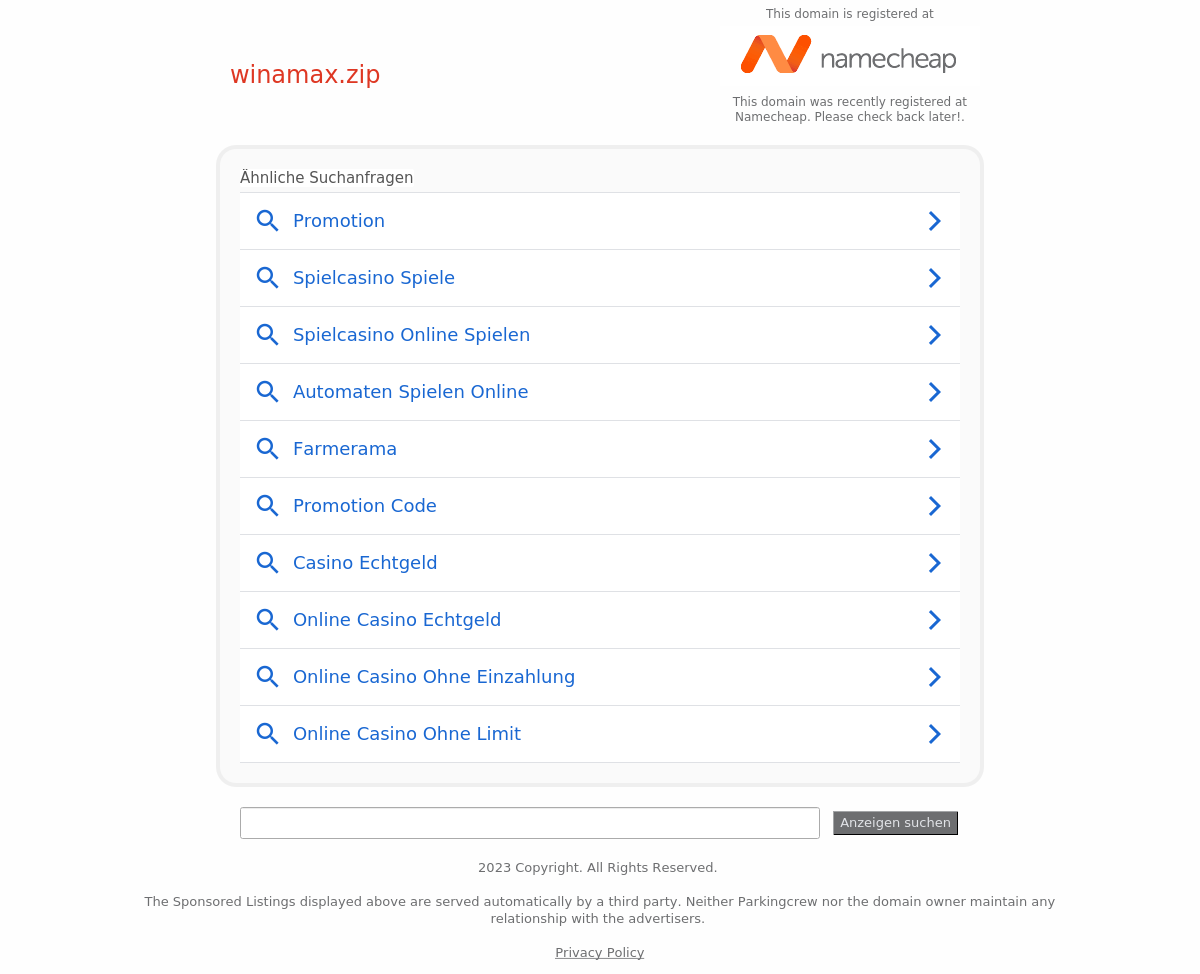 This domain is registered at
namecheap
winamax.zip
This domain was recently registered at
Namecheap. Please check back later!.
Ähnliche Suchanfragen
Promotion
Spielcasino Spiele
Spielcasino Online Spielen
Automaten Spielen Online
Farmerama
Promotion Code
Casino Echtgeld
Online Casino Echtgeld
Online Casino Ohne Einzahlung
Online Casino Ohne Limit
Anzeigen suchen
2023 Copyright. All Rights Reserved.
The Sponsored Listings displayed above are served automatically by a third party. Neither Parkingcrew nor the domain owner maintain any
relationship with the advertisers.
Privacy Policy